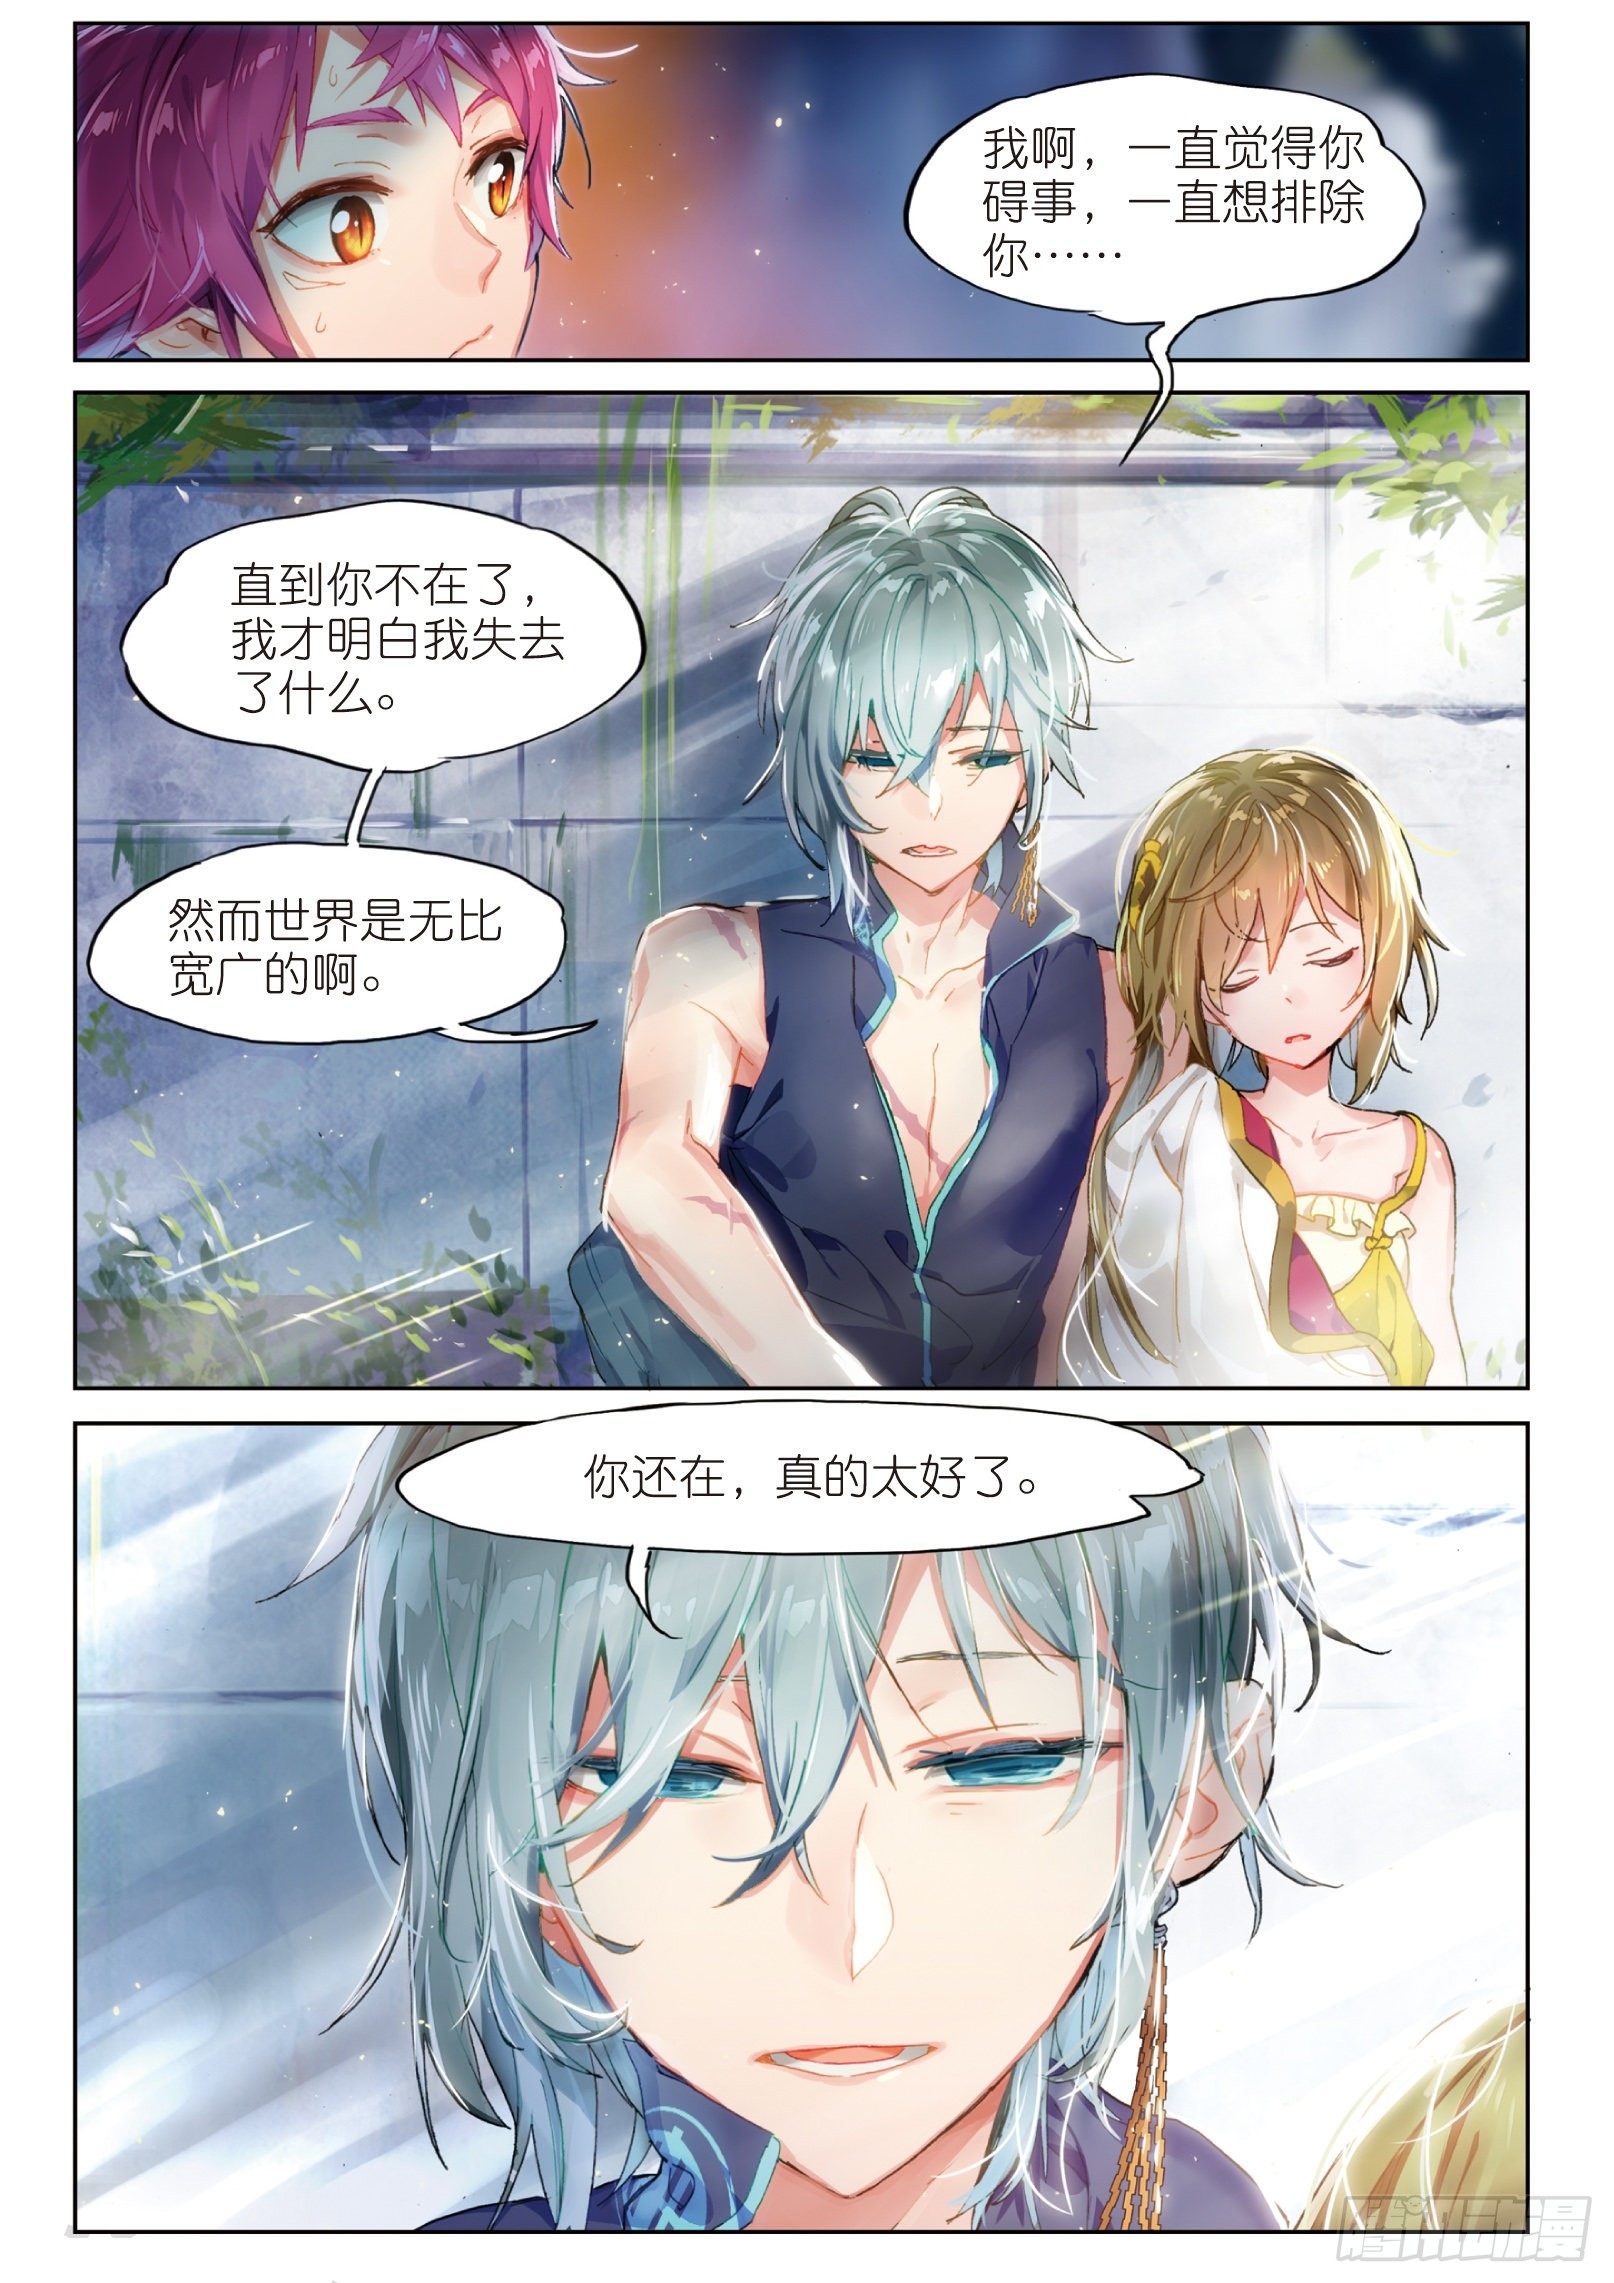 我啊，一直觉得你
碍事，一直想排除
你……
直到你不在了，
我才明白我失去
了什么。
然而世界是无比
宽广的啊。
你还在，真的太好了。
腾讯动漫